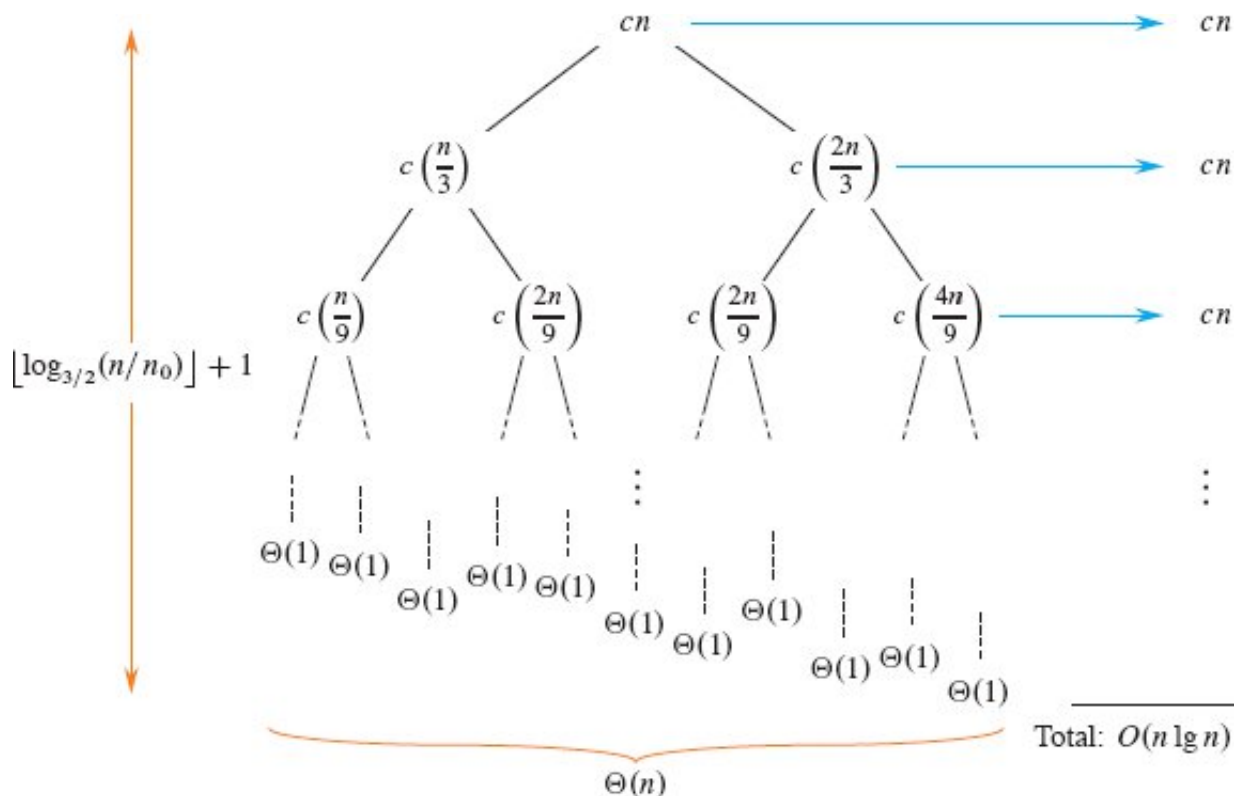 cn cn
c(n/3) c(2n/3) cn
c(n/9) c(2n/9) c(2n/9) c(4n/9) cn
⌊log_{3/2}(n/n₀)⌋ + 1
⋮ ⋮
Θ(1) Θ(1) Θ(1) Θ(1) Θ(1) Θ(1) Θ(1) Θ(1) Θ(1) Θ(1) Θ(1)
Θ(n)
Total: O(n lg n)